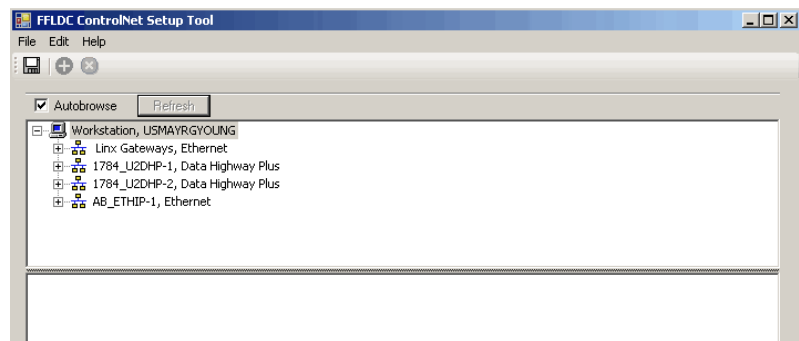 FFLDC ControlNet Setup Tool
File Edit Help
Autobrowse Refresh
Workstation, USMAYRGYOUNG
Linx Gateways, Ethernet
1784_U2DHP-1, Data Highway Plus
1784_U2DHP-2, Data Highway Plus
AB_ETHIP-1, Ethernet